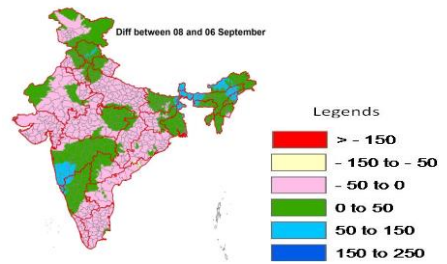 Diff between 08 and 06 September
Legends
> - 150
- 150 to - 50
- 50 to 0
0 to 50
50 to 150
150 to 250